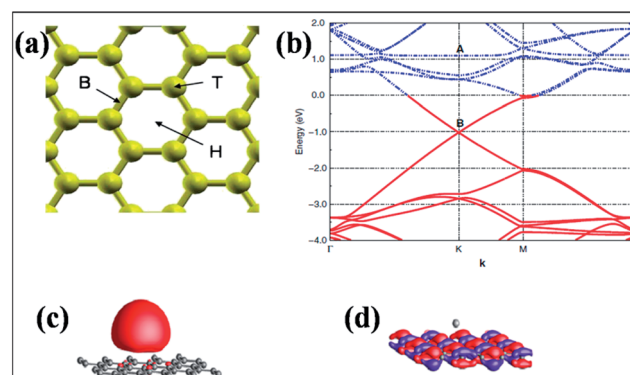 (a)
B
T
H
(b)
2.0
1.0
0.0
-1.0
-2.0
-3.0
-4.0
Energy (eV)
A
B
Γ
K
M
k
(c)
(d)